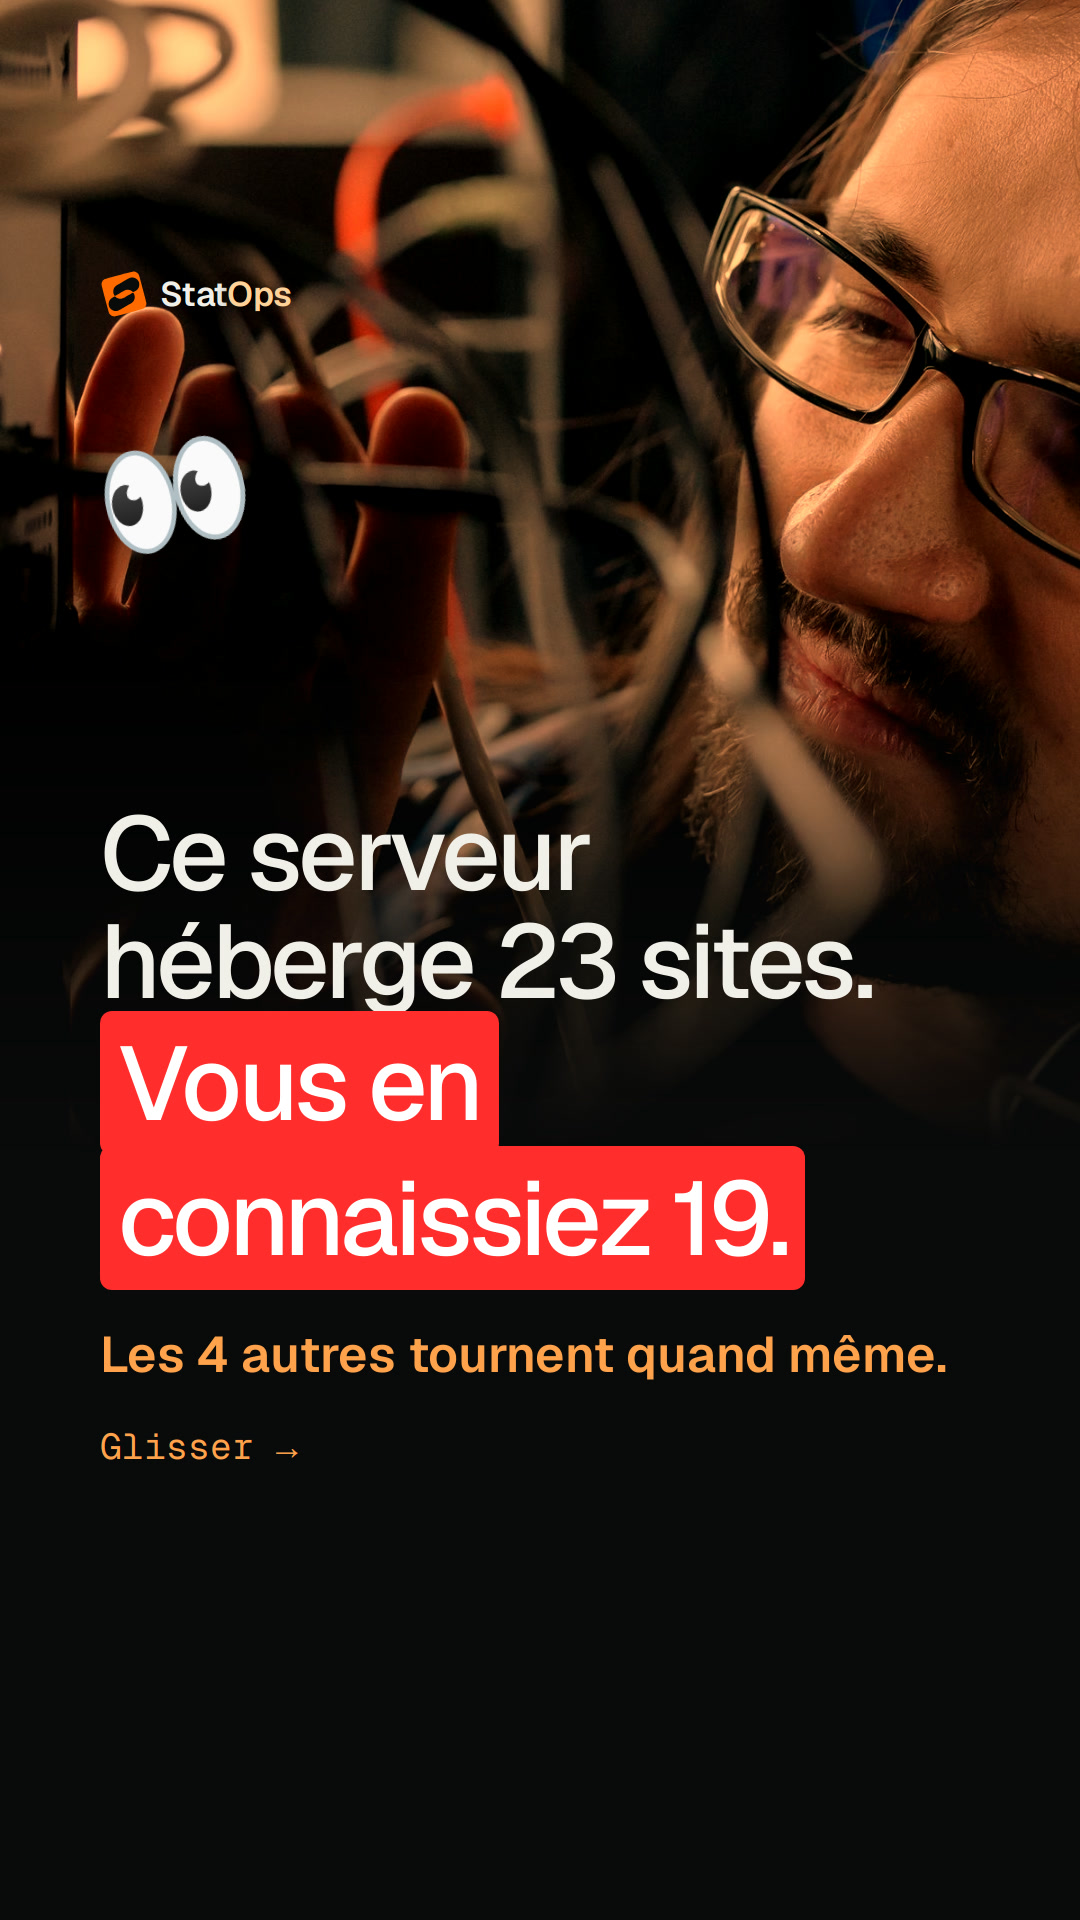 StatOps
Ce serveur
héberge 23 sites.
Vous en
connaissiez 19.
Les 4 autres tournent quand même.
Glisser →